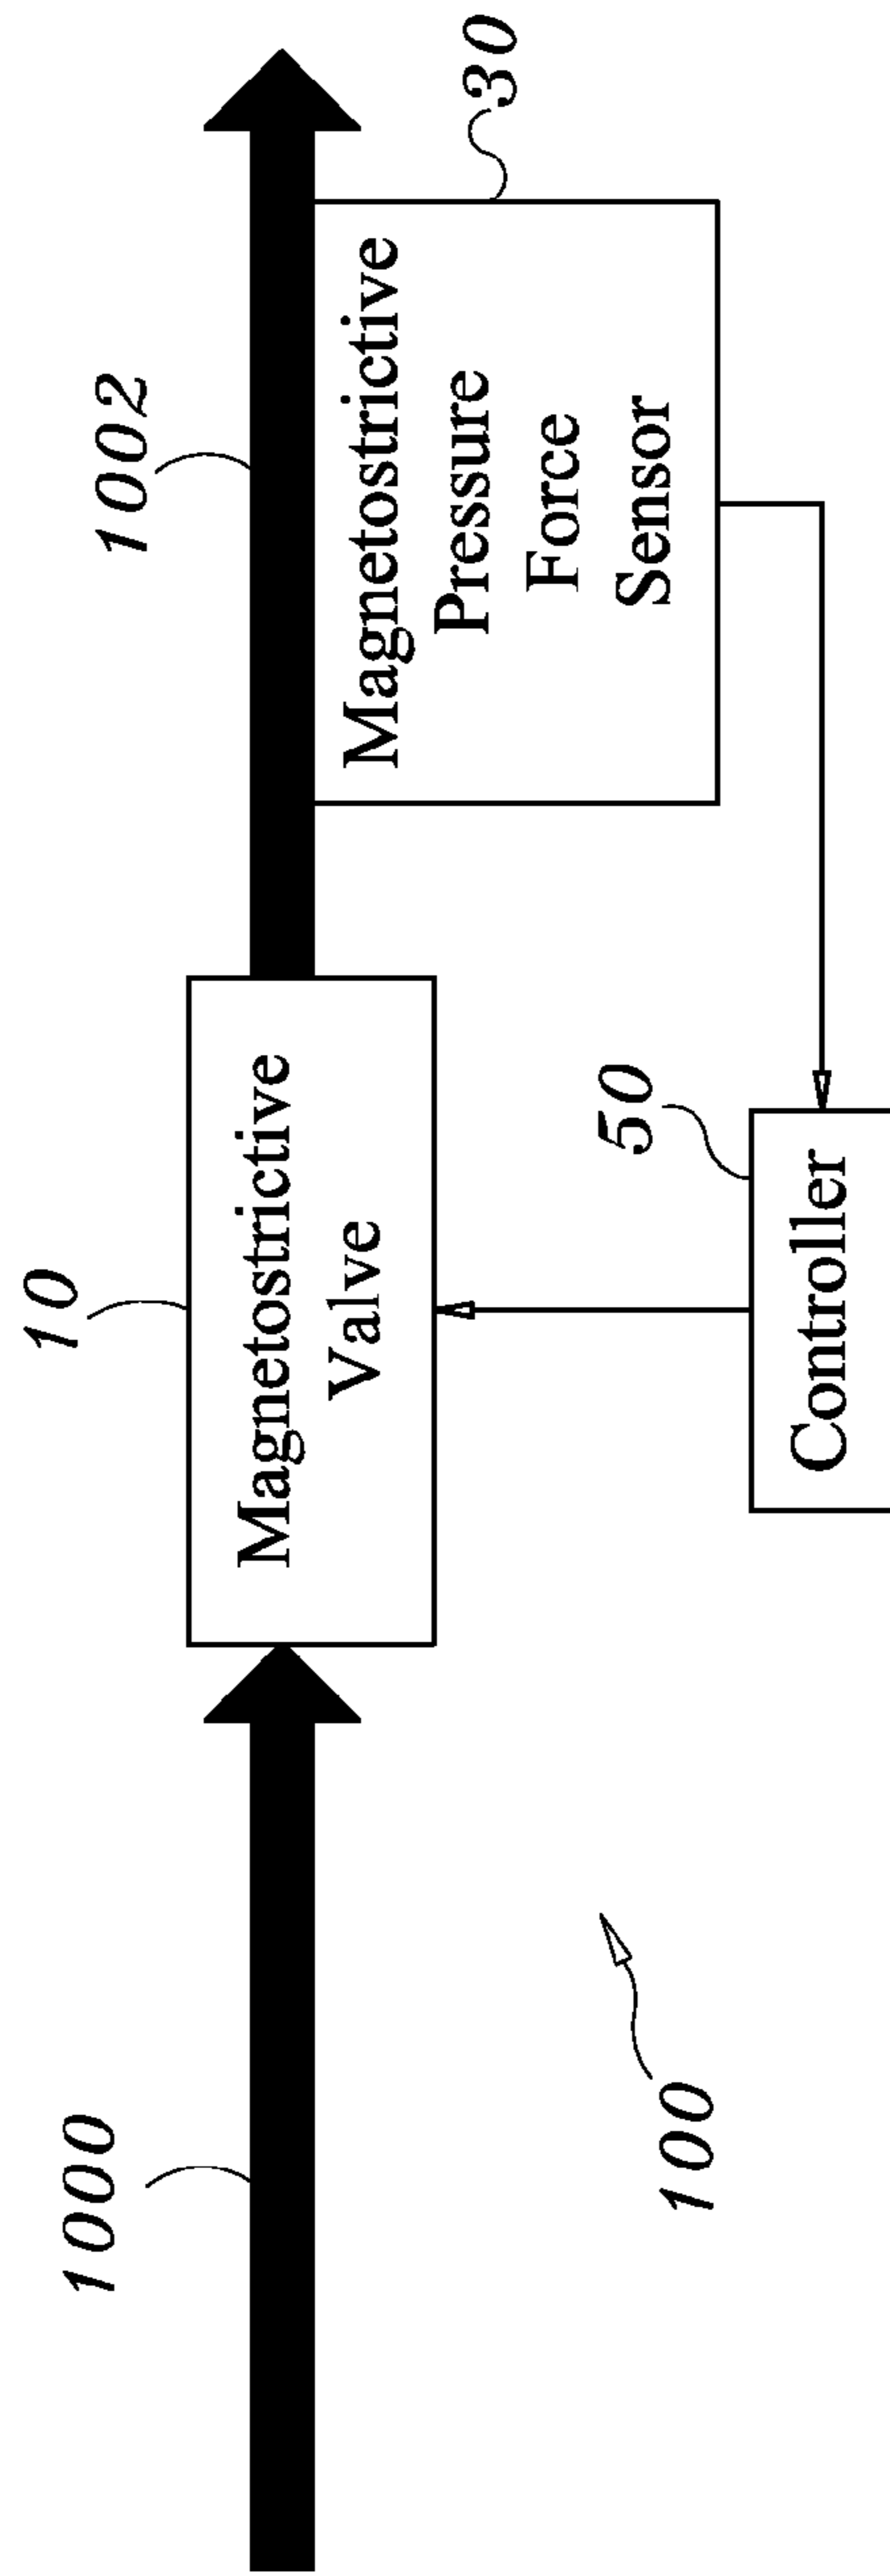 1000
10
1002
Magnetostrictive
Valve
Magnetostrictive
Pressure
Force
Sensor
30
50
Controller
100